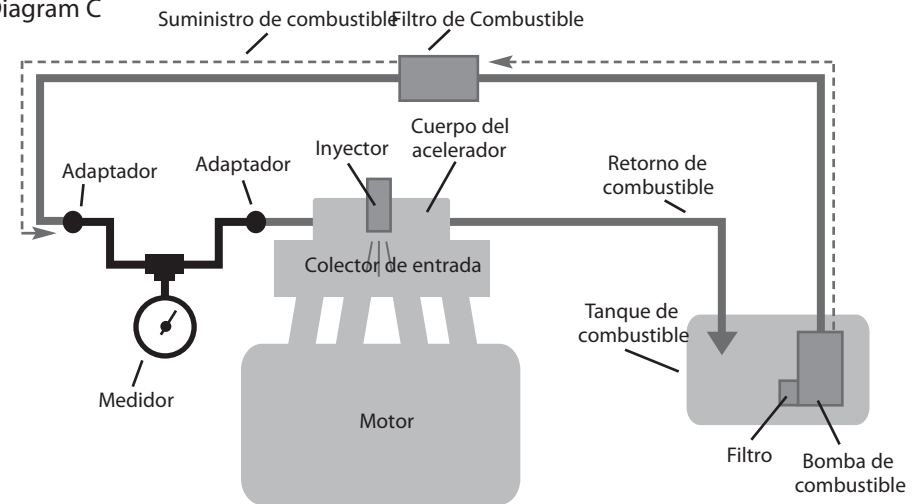 Diagram C
Suministro de combustible
Filtro de Combustible
Cuerpo del
acelerador
Inyector
Adaptador
Adaptador
Retorno de
combustible
Colector de entrada
Tanque de
combustible
Medidor
Motor
Filtro
Bomba de
combustible